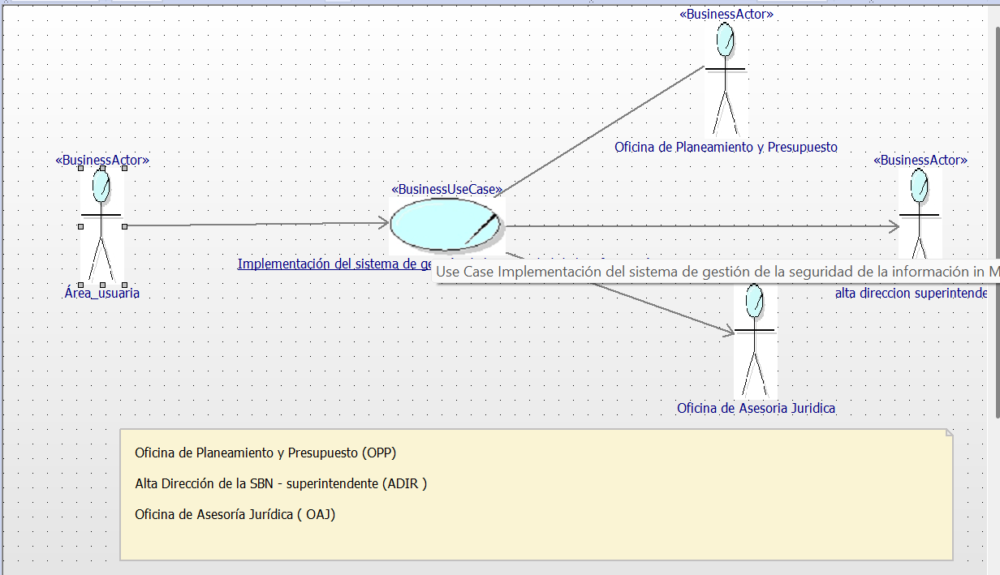 «BusinessActor»
Oficina de Planeamiento y Presupuesto
«BusinessActor»
Área_usuaria
«BusinessUseCase»
Implementación del sistema de ge
Use Case Implementación del sistema de gestión de la seguridad de la información in M
«BusinessActor»
alta direccion superintende
Oficina de Asesoria Juridica
Oficina de Planeamiento y Presupuesto (OPP)
Alta Dirección de la SBN - superintendente (ADIR )
Oficina de Asesoría Jurídica ( OAJ)